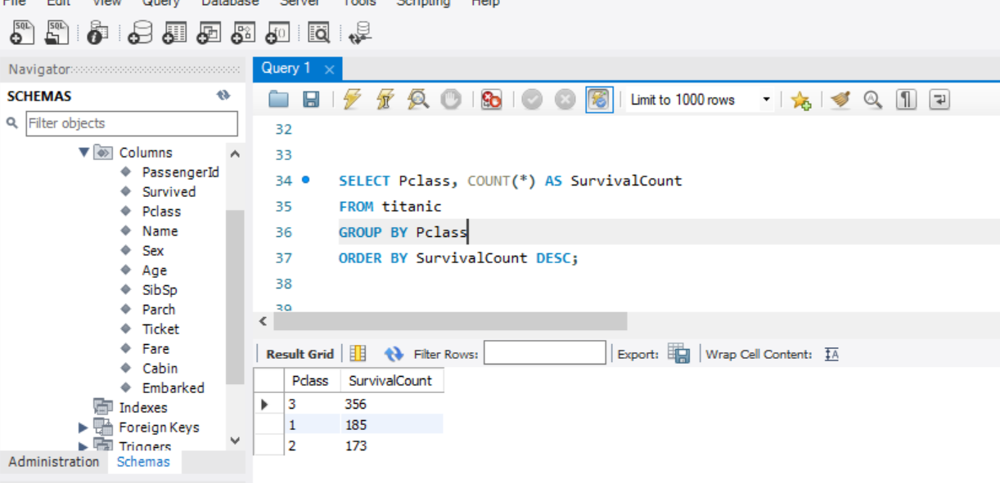 File Edit View Query Database Server Tools Scripting Help
SQL SQL
Navigator
Query 1
SCHEMAS
Limit to 1000 rows
Filter objects
Columns
PassengerId
Survived
Pclass
Name
Sex
Age
SibSp
Parch
Ticket
Fare
Cabin
Embarked
Indexes
Foreign Keys
Triggers
Administration Schemas
32
33
34 SELECT Pclass, COUNT(*) AS SurvivalCount
35 FROM titanic
36 GROUP BY Pclass
37 ORDER BY SurvivalCount DESC;
38
39
Result Grid Filter Rows: Export: Wrap Cell Content: IA
Pclass SurvivalCount
3 356
1 185
2 173